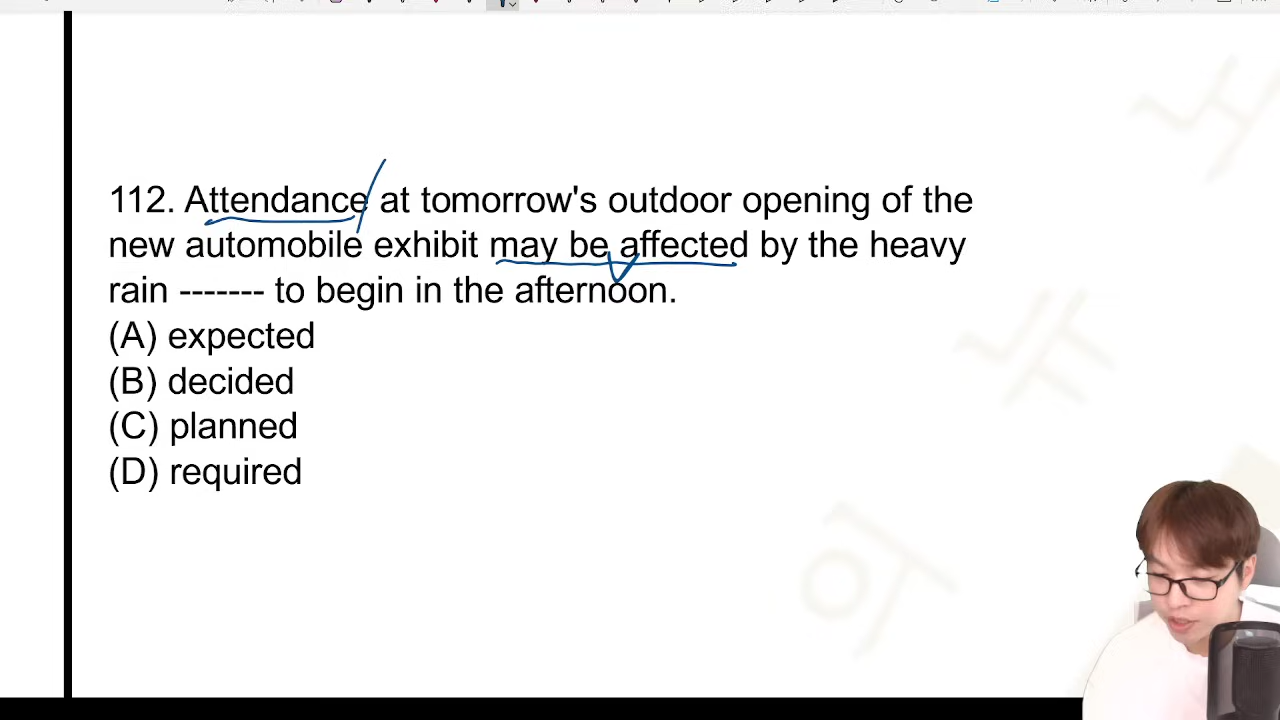 112. Attendance at tomorrow's outdoor opening of the
new automobile exhibit may be affected by the heavy
rain ------- to begin in the afternoon.
(A) expected
(B) decided
(C) planned
(D) required